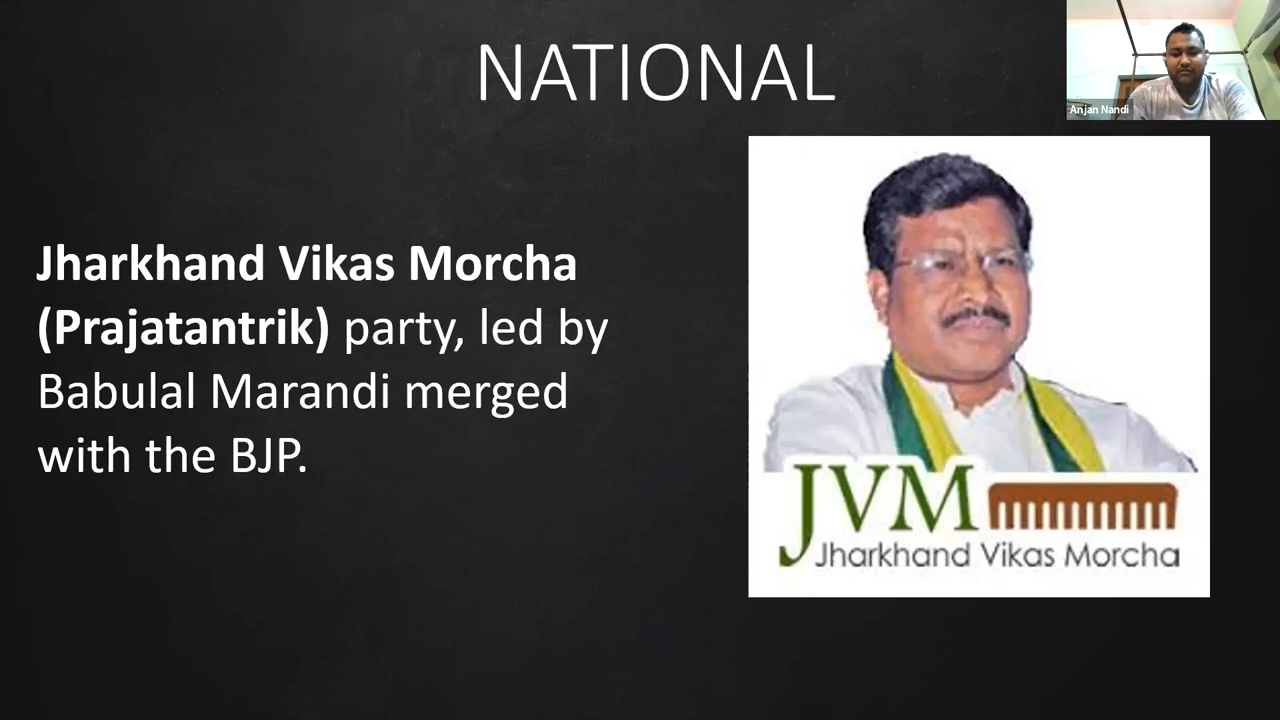 NATIONAL
Anjan Nandi
Jharkhand Vikas Morcha
(Prajatantrik) party, led by
Babulal Marandi merged
with the BJP.
JVM
Jharkhand Vikas Morcha